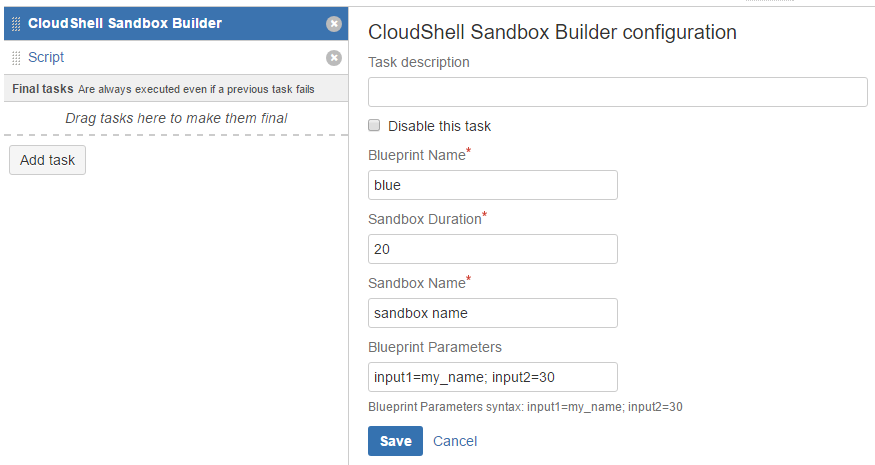 CloudShell Sandbox Builder
Script
Final tasks Are always executed even if a previous task fails
Drag tasks here to make them final
Add task
CloudShell Sandbox Builder configuration
Task description
Disable this task
Blueprint Name*
blue
Sandbox Duration*
20
Sandbox Name*
sandbox name
Blueprint Parameters
input1=my_name; input2=30
Blueprint Parameters syntax: input1=my_name; input2=30
Save Cancel